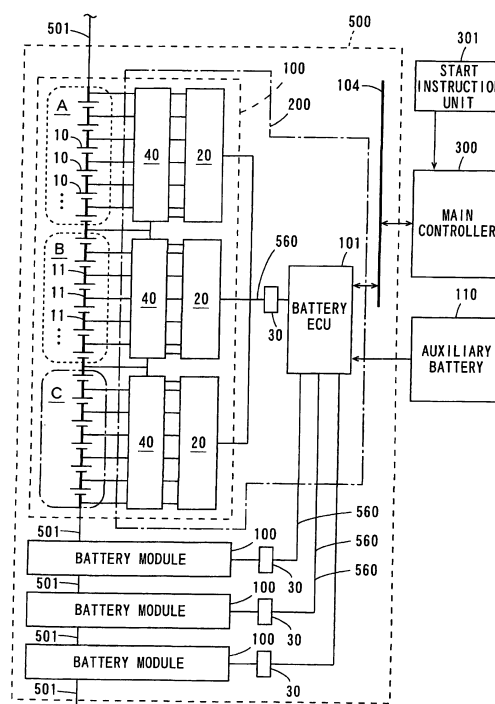 501
500
301
START
INSTRUCTION
UNIT
100
200
104
A
10
10
10
40
20
300
MAIN
CONTROLLER
B
11
11
11
40
20
560
101
BATTERY
ECU
30
110
AUXILIARY
BATTERY
C
40
20
501
100
560
BATTERY MODULE
30
560
501
100
560
BATTERY MODULE
30
501
100
BATTERY MODULE
30
501